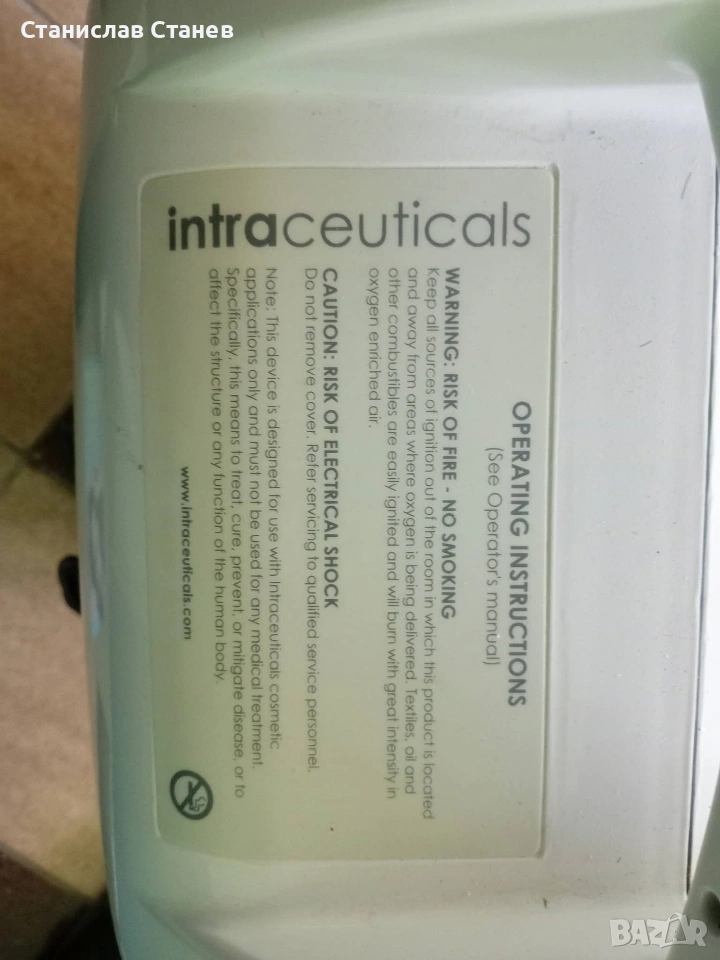 Станислав Станев
intraceuticals
OPERATING INSTRUCTIONS
(See Operator's manual)
WARNING: RISK OF FIRE - NO SMOKING
Keep all sources of ignition out of the room in which this product is located
and away from areas where oxygen is being delivered. Textiles, oil and
other combustibles are easily ignited and will burn with great intensity in
oxygen enriched air.
CAUTION: RISK OF ELECTRICAL SHOCK
Do not remove cover. Refer servicing to qualified service personnel.
Note: This device is designed for use with Intraceuticals cosmetic
applications only and must not be used for any medical treatment.
Specifically, this means to treat, cure, prevent, or mitigate disease, or to
affect the structure or any function of the human body.
www.intraceuticals.com
BAZAR